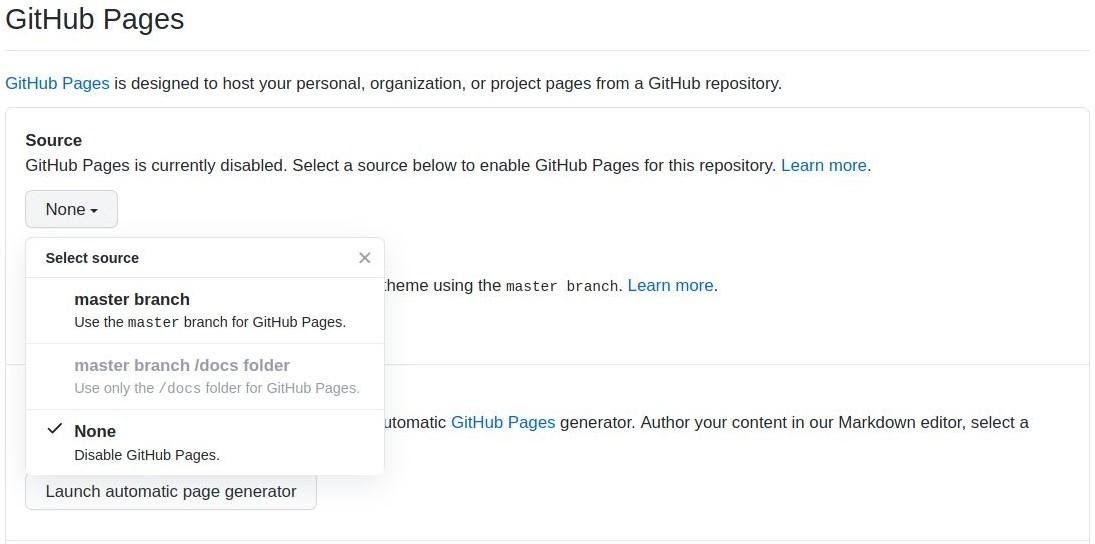 GitHub Pages
GitHub Pages is designed to host your personal, organization, or project pages from a GitHub repository.
Source
GitHub Pages is currently disabled. Select a source below to enable GitHub Pages for this repository. Learn more.
None
Select source
theme using the master branch. Learn more.
master branch
Use the master branch for GitHub Pages.
master branch /docs folder
Use only the /docs folder for GitHub Pages.
utomatic GitHub Pages generator. Author your content in our Markdown editor, select a
None
Disable GitHub Pages.
Launch automatic page generator